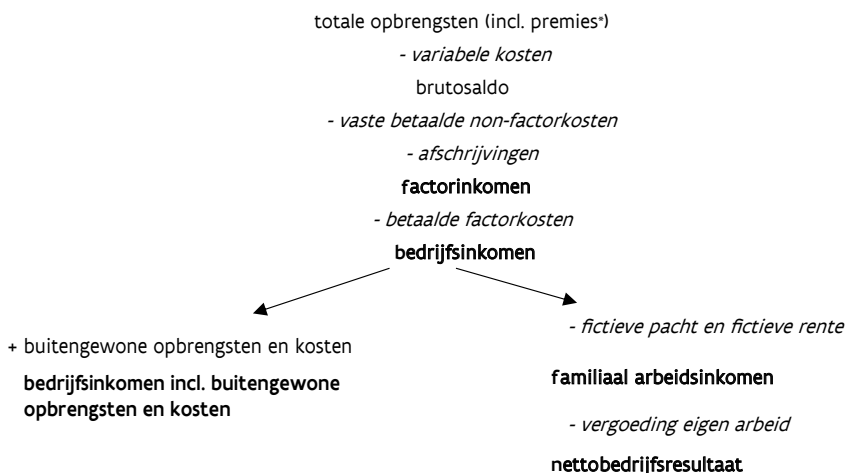 totale opbrengsten (incl. premies*)
- variabele kosten
brutosaldo
- vaste betaalde non-factorkosten
- afschrijvingen
factorinkomen
- betaalde factorkosten
bedrijfsinkomen
+ buitengewone opbrengsten en kosten
bedrijfsinkomen incl. buitengewone
opbrengsten en kosten
- fictieve pacht en fictieve rente
familiaal arbeidsinkomen
- vergoeding eigen arbeid
nettobedrijfsresultaat